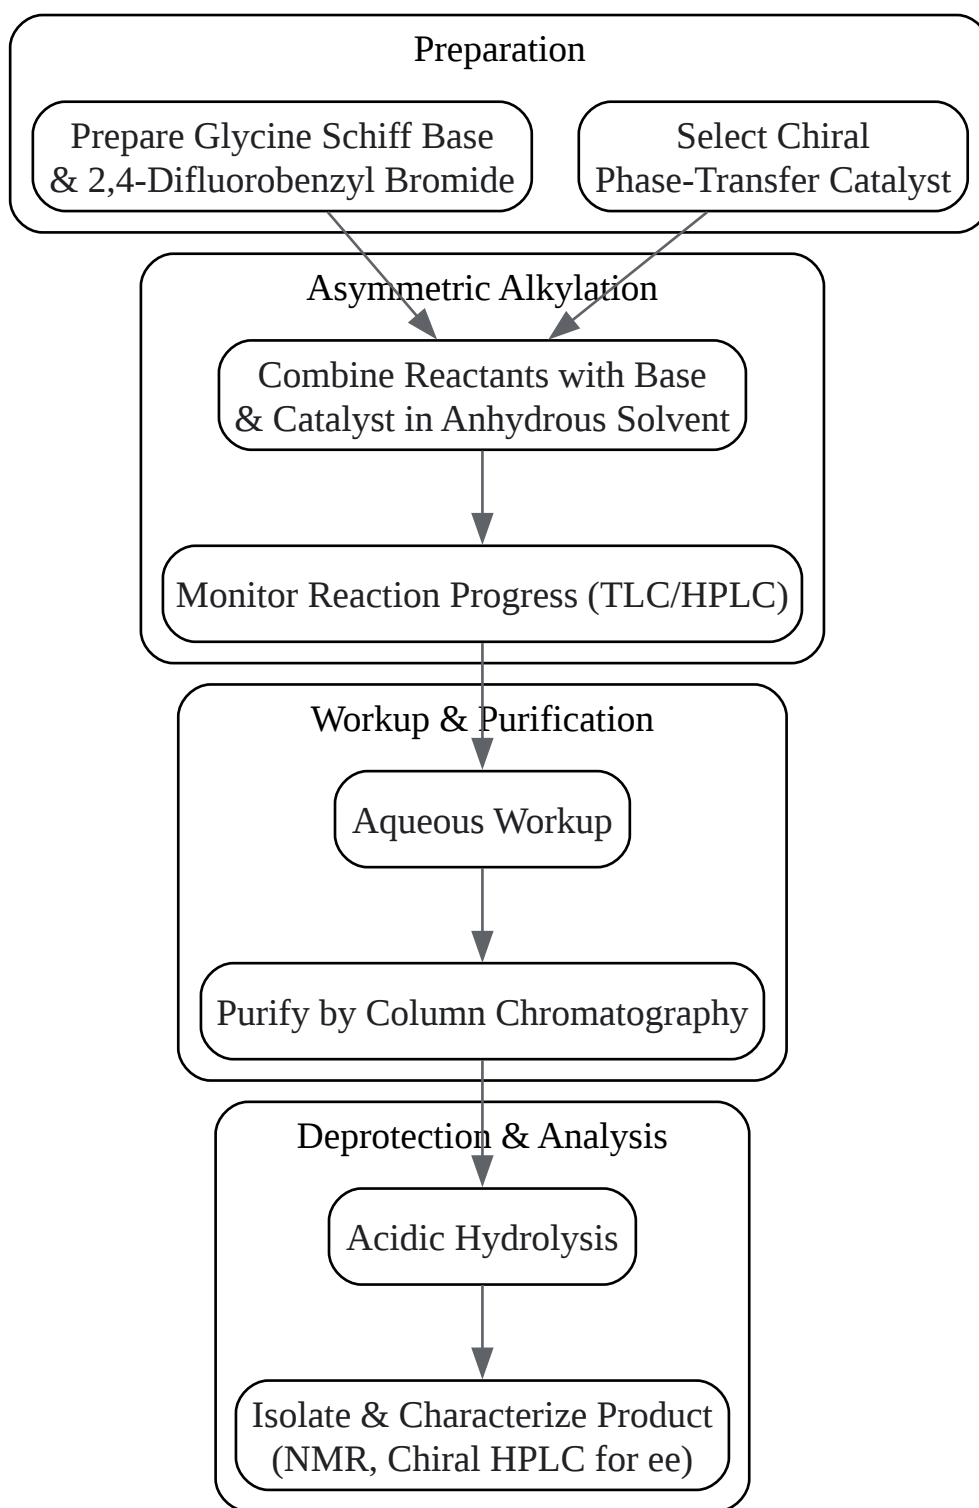 Preparation
Prepare Glycine Schiff Base
& 2,4-Difluorobenzyl Bromide
Select Chiral
Phase-Transfer Catalyst
Asymmetric Alkylation
Combine Reactants with Base
& Catalyst in Anhydrous Solvent
Monitor Reaction Progress (TLC/HPLC)
Workup & Purification
Aqueous Workup
Purify by Column Chromatography
Deprotection & Analysis
Acidic Hydrolysis
Isolate & Characterize Product
(NMR, Chiral HPLC for ee)